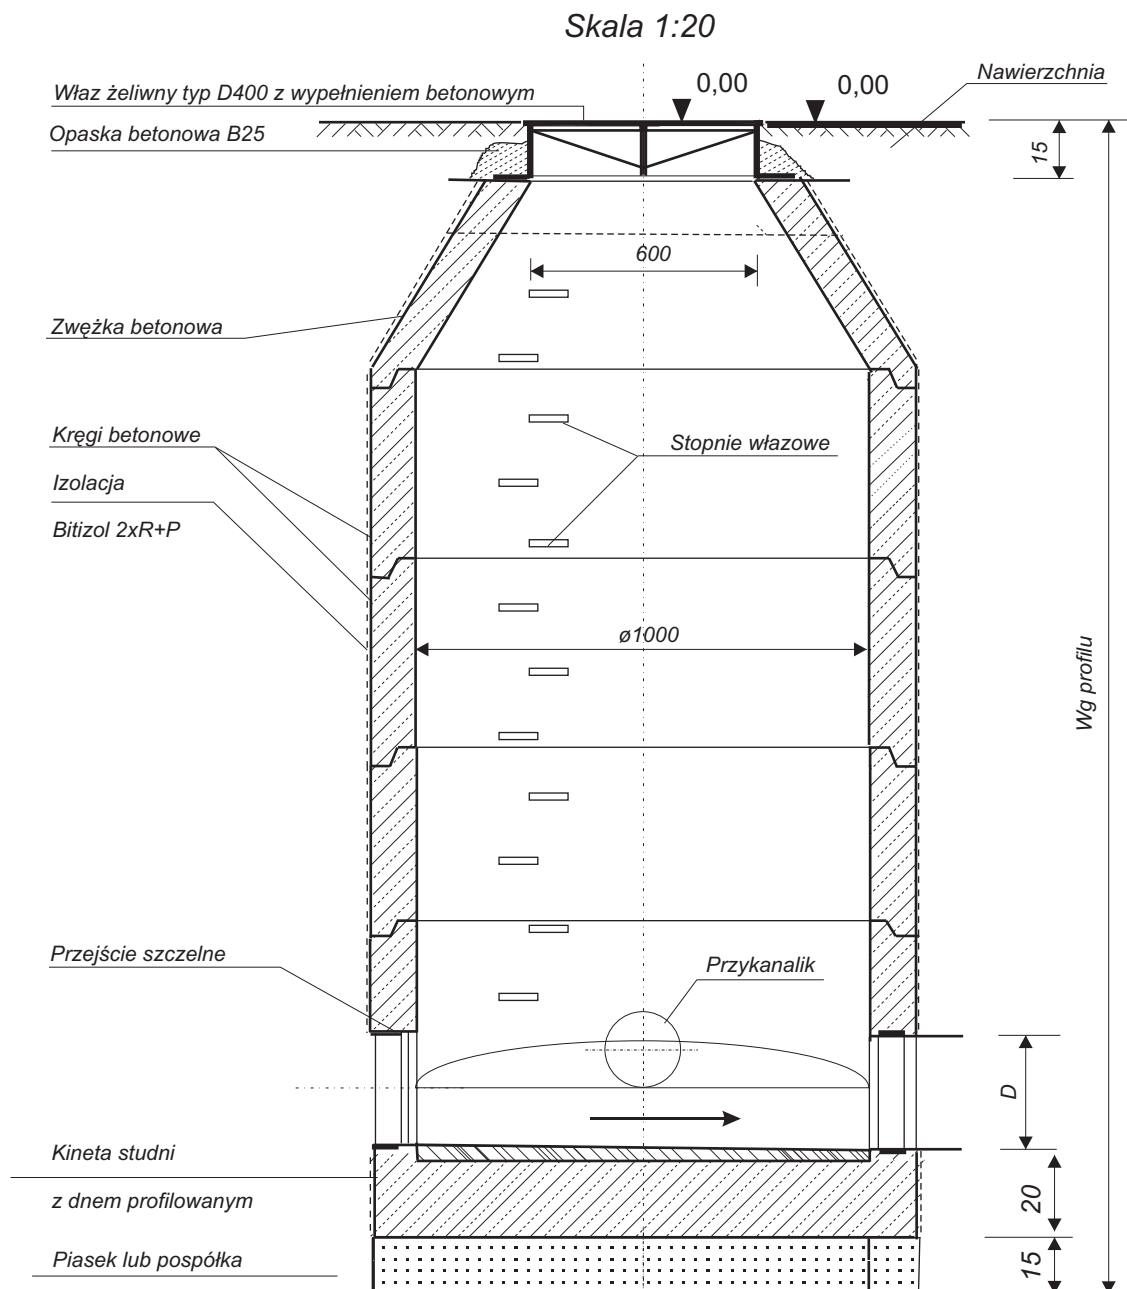 Skala 1:20
Właz żeliwny typ D400 z wypełnieniem betonowym
0,00
0,00
Nawierzchnia
Opaska betonowa B25
15
600
Zwężka betonowa
Kręgi betonowe
Stopnie włazowe
Izolacja
Bitizol 2xR+P
ø1000
Wg profilu
Przejście szczelne
Przykanalik
D
Kineta studni
z dnem profilowanym
20
Piasek lub pospółka
15